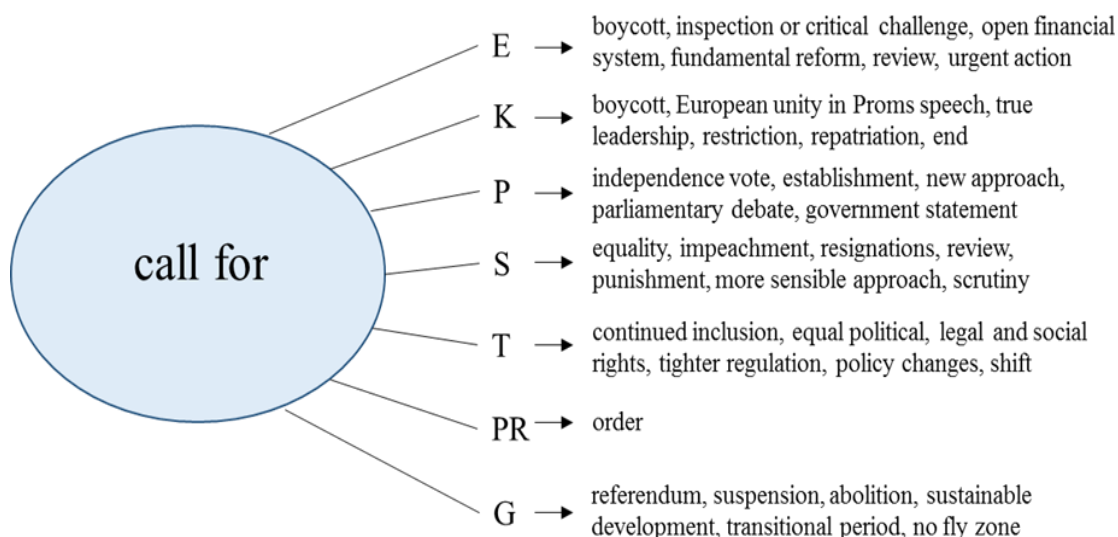 call for
E
boycott, inspection or critical challenge, open financial
system, fundamental reform, review, urgent action
K
boycott, European unity in Proms speech, true
leadership, restriction, repatriation, end
P
independence vote, establishment, new approach,
parliamentary debate, government statement
S
equality, impeachment, resignations, review,
punishment, more sensible approach, scrutiny
T
continued inclusion, equal political, legal and social
rights, tighter regulation, policy changes, shift
PR
order
G
referendum, suspension, abolition, sustainable
development, transitional period, no fly zone